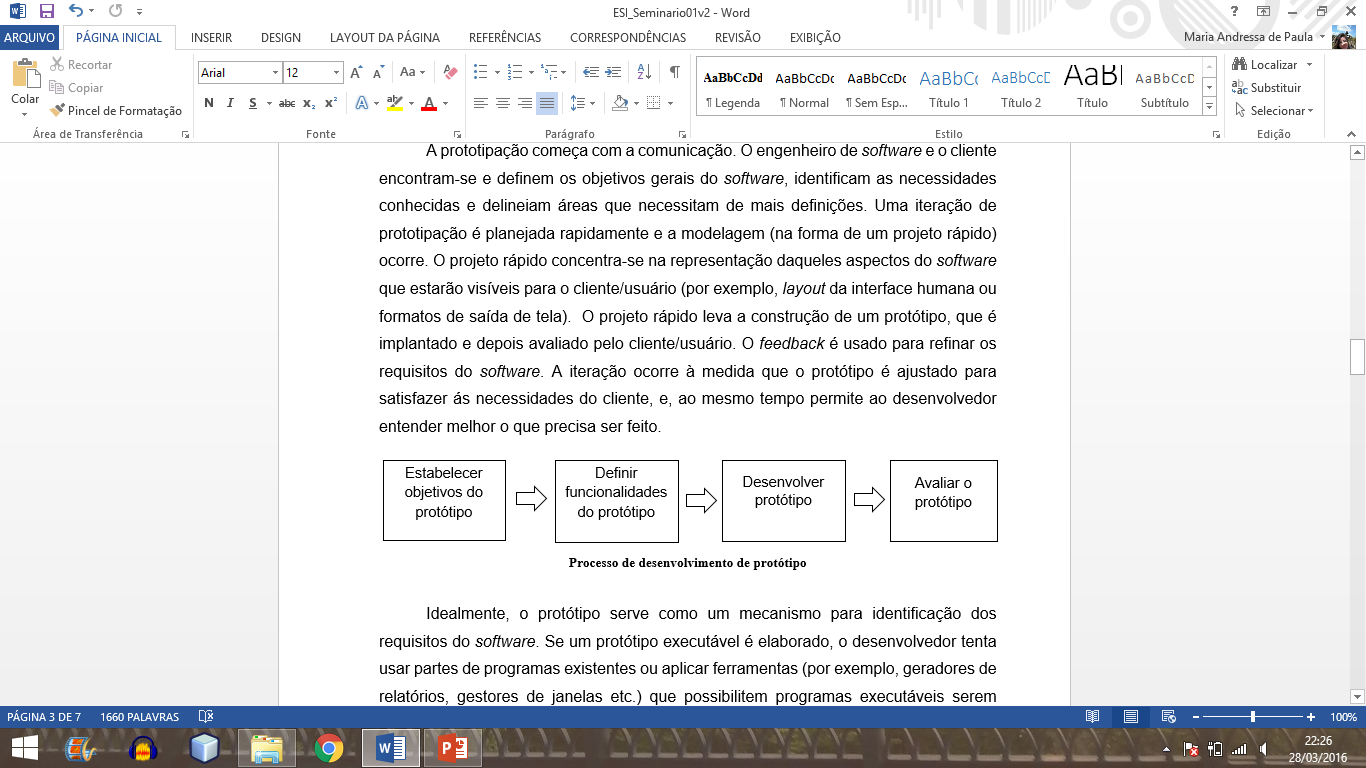 ESI_Seminario01v2 - Word
ARQUIVO PÁGINA INICIAL INSERIR DESIGN LAYOUT DA PÁGINA REFERÊNCIAS CORRESPONDÊNCIAS REVISÃO EXIBIÇÃO Maria Andressa de Paula
Colar
Recortar
Copiar
Pincel de Formatação
Área de Transferência
Arial 12
N I S abc x₂ x²
Fonte
Parágrafo
AaBbCcDd AaBbCcDc AaBbCcDc AaBbCc AaBbCcD AaBl AaBbCcD
¶ Legenda ¶ Normal ¶ Sem Esp... Título 1 Título 2 Título Subtítulo
Estilo
Localizar
Substituir
Selecionar
Edição
A prototipação começa com a comunicação. O engenheiro de software e o cliente
encontram-se e definem os objetivos gerais do software, identificam as necessidades
conhecidas e delineiam áreas que necessitam de mais definições. Uma iteração de
prototipação é planejada rapidamente e a modelagem (na forma de um projeto rápido)
ocorre. O projeto rápido concentra-se na representação daqueles aspectos do software
que estarão visíveis para o cliente/usuário (por exemplo, layout da interface humana ou
formatos de saída de tela).  O projeto rápido leva a construção de um protótipo, que é
implantado e depois avaliado pelo cliente/usuário. O feedback é usado para refinar os
requisitos do software. A iteração ocorre à medida que o protótipo é ajustado para
satisfazer ás necessidades do cliente, e, ao mesmo tempo permite ao desenvolvedor
entender melhor o que precisa ser feito.
Estabelecer
objetivos do
protótipo
Definir
funcionalidades
do protótipo
Desenvolver
protótipo
Avaliar o
protótipo
Processo de desenvolvimento de protótipo
Idealmente, o protótipo serve como um mecanismo para identificação dos
requisitos do software. Se um protótipo executável é elaborado, o desenvolvedor tenta
usar partes de programas existentes ou aplicar ferramentas (por exemplo, geradores de
relatórios, gestores de janelas etc.) que possibilitem programas executáveis serem
PÁGINA 3 DE 7 1660 PALAVRAS 100%
22:26
28/03/2016